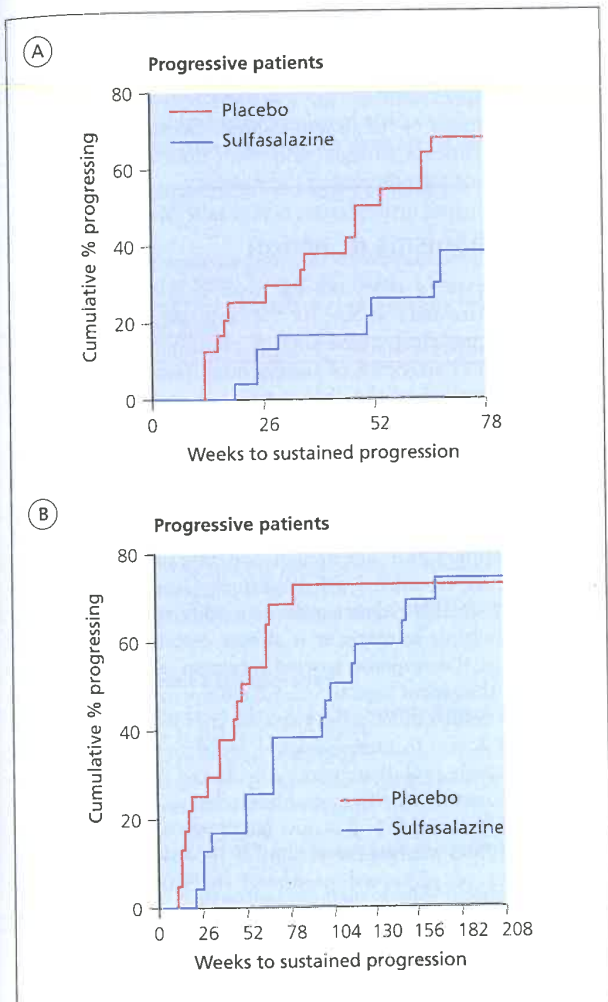 A
Progressive patients
80
60
40
20
0
Cumulative % progressing
Placebo
Sulfasalazine
0 26 52 78
Weeks to sustained progression
B
Progressive patients
80
60
40
20
0
Cumulative % progressing
Placebo
Sulfasalazine
0 26 52 78 104 130 156 182 208
Weeks to sustained progression